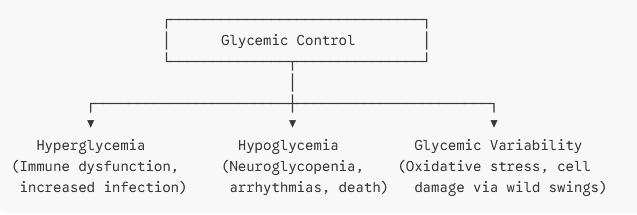 Glycemic Control
Hyperglycemia Hypoglycemia Glycemic Variability
(Immune dysfunction, (Neuroglycopenia, (Oxidative stress, cell
increased infection) arrhythmias, death) damage via wild swings)